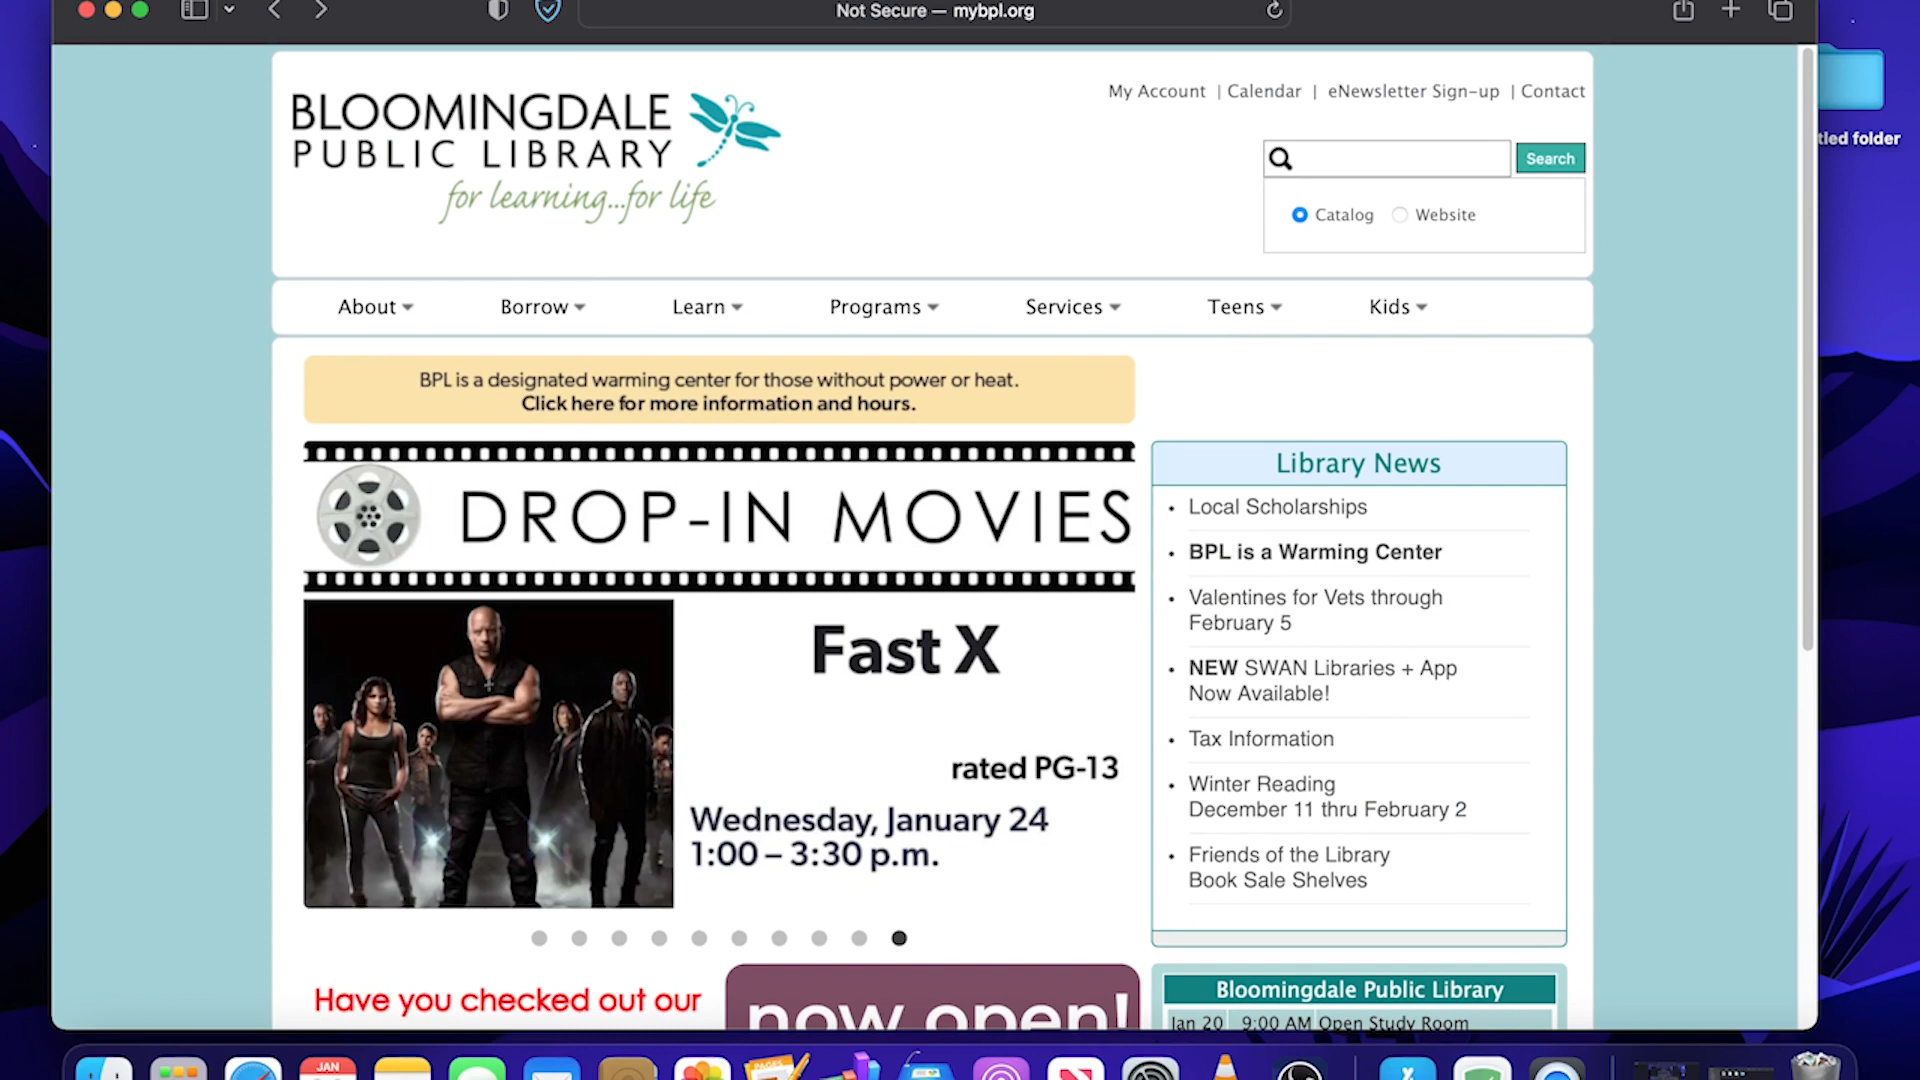 Not Secure — mybpl.org
BLOOMINGDALE
PUBLIC LIBRARY
for learning...for life
My Account | Calendar | eNewsletter Sign-up | Contact
Search
Catalog Website
tled folder
About Borrow Learn Programs Services Teens Kids
BPL is a designated warming center for those without power or heat.
Click here for more information and hours.
DROP-IN MOVIES
Fast X
rated PG-13
Wednesday, January 24
1:00 – 3:30 p.m.
Library News
• Local Scholarships
• BPL is a Warming Center
• Valentines for Vets through
February 5
• NEW SWAN Libraries + App
Now Available!
• Tax Information
• Winter Reading
December 11 thru February 2
• Friends of the Library
Book Sale Shelves
Have you checked out our
now open!
Bloomingdale Public Library
Jan 20 9:00 AM Open Study Room
JAN
PAGES